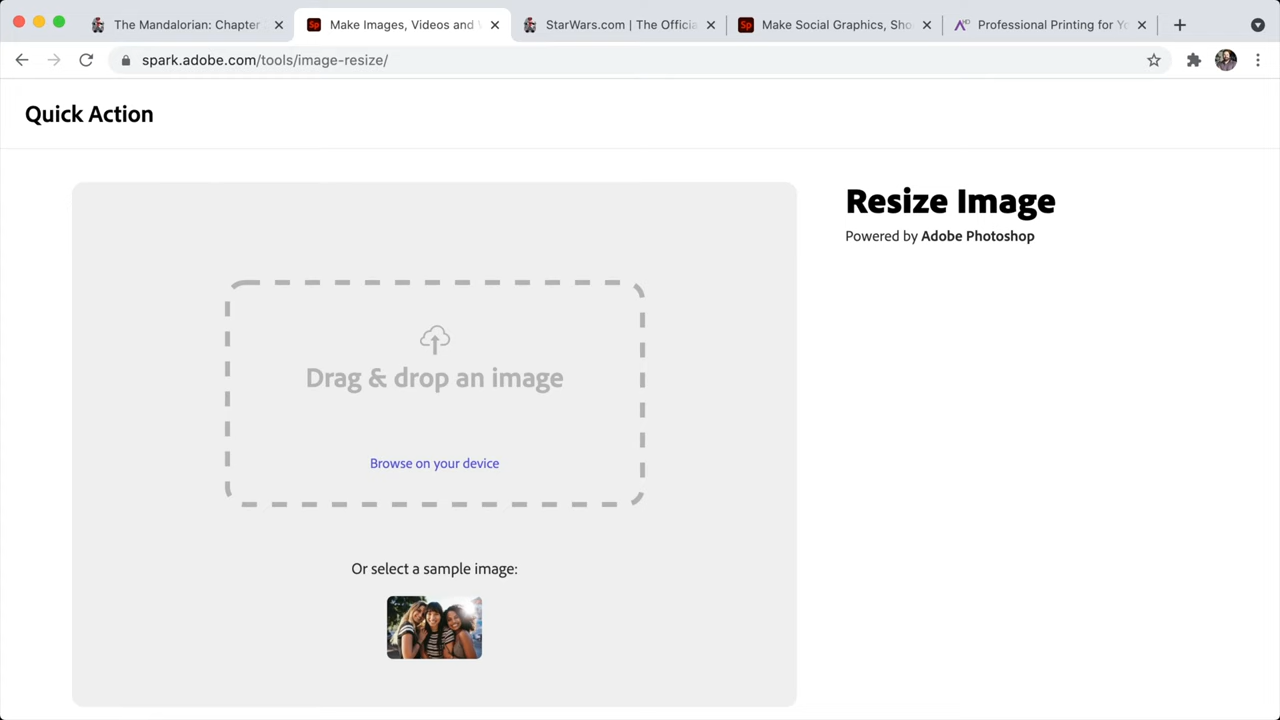 The Mandalorian: Chapter
Make Images, Videos and
StarWars.com | The Officia
Make Social Graphics, Sho
Professional Printing for Yo
spark.adobe.com/tools/image-resize/
Quick Action
Resize Image
Powered by Adobe Photoshop
Drag & drop an image
Browse on your device
Or select a sample image: